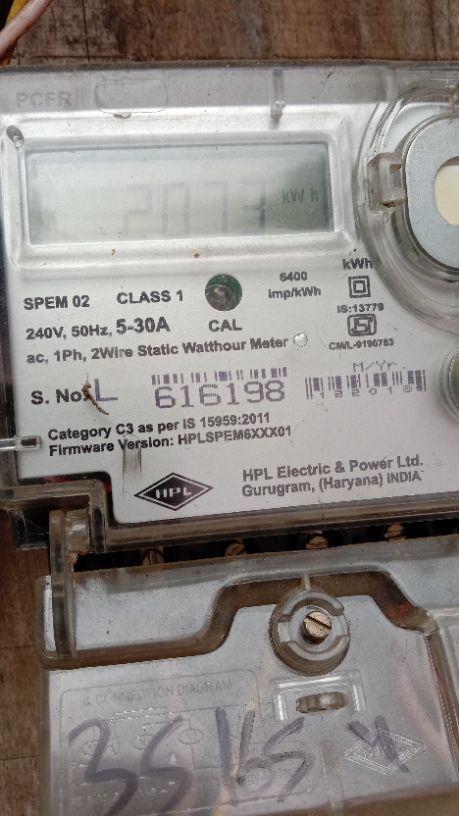 PCFR
2073 kWh
SPEM 02 CLASS 1 6400 imp/kWh kWh
240V, 50Hz, 5-30A CAL IS:13779
ac, 1Ph, 2Wire Static Watthour Meter CM/L-9190783
M/Yr.
S. No. L 616198 122018
Category C3 as per IS 15959:2011
Firmware Version: HPLSPEM6XXX01
HPL
HPL Electric & Power Ltd.
Gurugram, (Haryana) INDIA
CONNECTION DIAGRAM